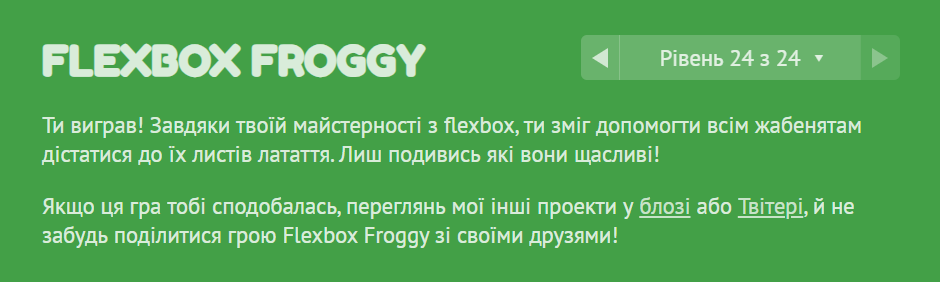 FLEXBOX FROGGY
Рівень 24 з 24
Ти виграв! Завдяки твоїй майстерності з flexbox, ти зміг допомогти всім жабенятам
дістатися до їх листів латаття. Лиш подивись які вони щасливі!
Якщо ця гра тобі сподобалась, переглянь мої інші проекти у блозі або Твітері, й не
забудь поділитися грою Flexbox Froggy зі своїми друзями!